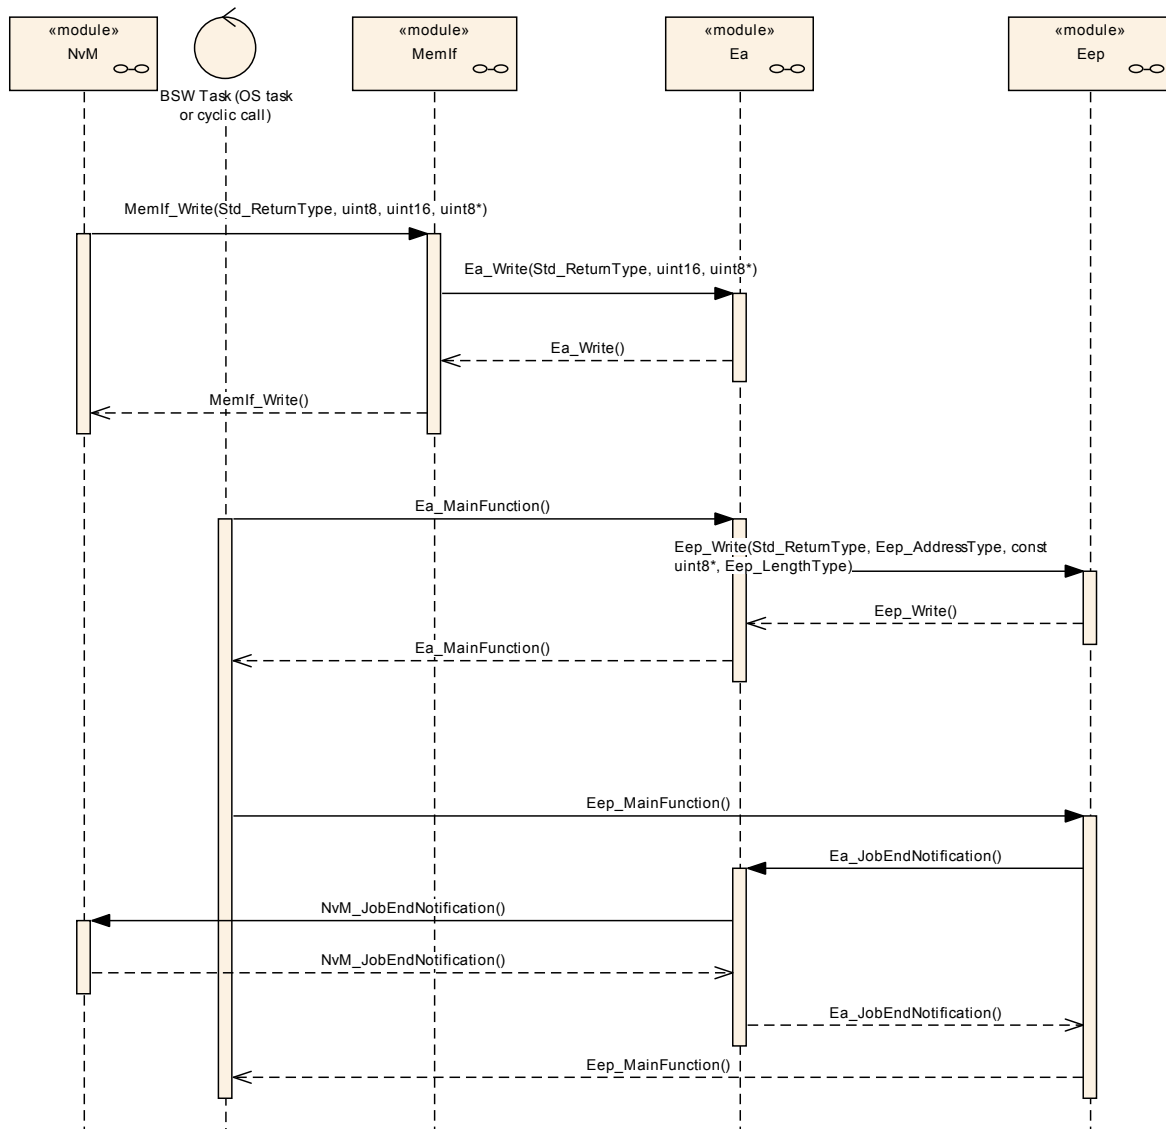 «module»
NvM
«module»
MemIf
«module»
Ea
«module»
Eep
BSW Task (OS task
or cyclic call)
MemIf_Write(Std_ReturnType, uint8, uint16, uint8*)
Ea_Write(Std_ReturnType, uint16, uint8*)
Ea_Write()
MemIf_Write()
Ea_MainFunction()
Eep_Write(Std_ReturnType, Eep_AddressType, const
uint8*, Eep_LengthType)
Eep_Write()
Ea_MainFunction()
Eep_MainFunction()
Ea_JobEndNotification()
NvM_JobEndNotification()
NvM_JobEndNotification()
Ea_JobEndNotification()
Eep_MainFunction()